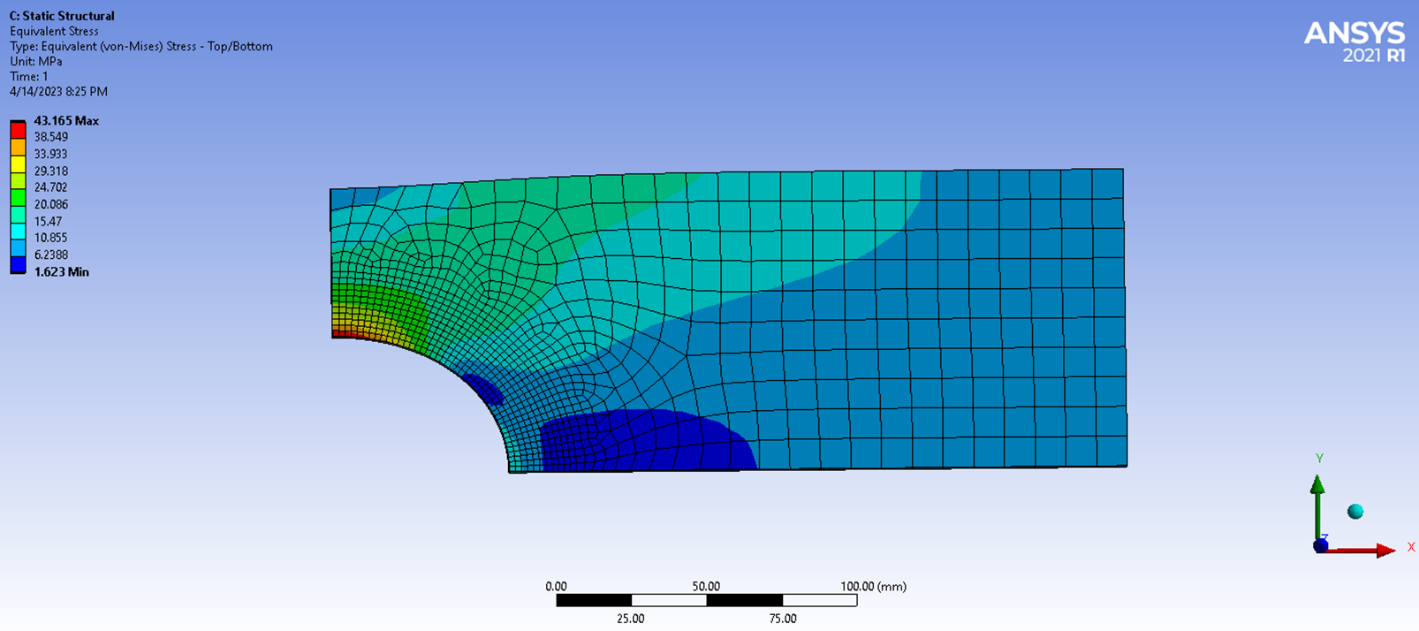 C: Static Structural
Equivalent Stress
Type: Equivalent (von-Mises) Stress - Top/Bottom
Unit: MPa
Time: 1
4/14/2023 8:25 PM
ANSYS
2021 R1
43.165 Max
38.549
33.933
29.318
24.702
20.086
15.47
10.855
6.2388
1.623 Min
Y
Z
X
0.00 50.00 100.00 (mm)
25.00 75.00